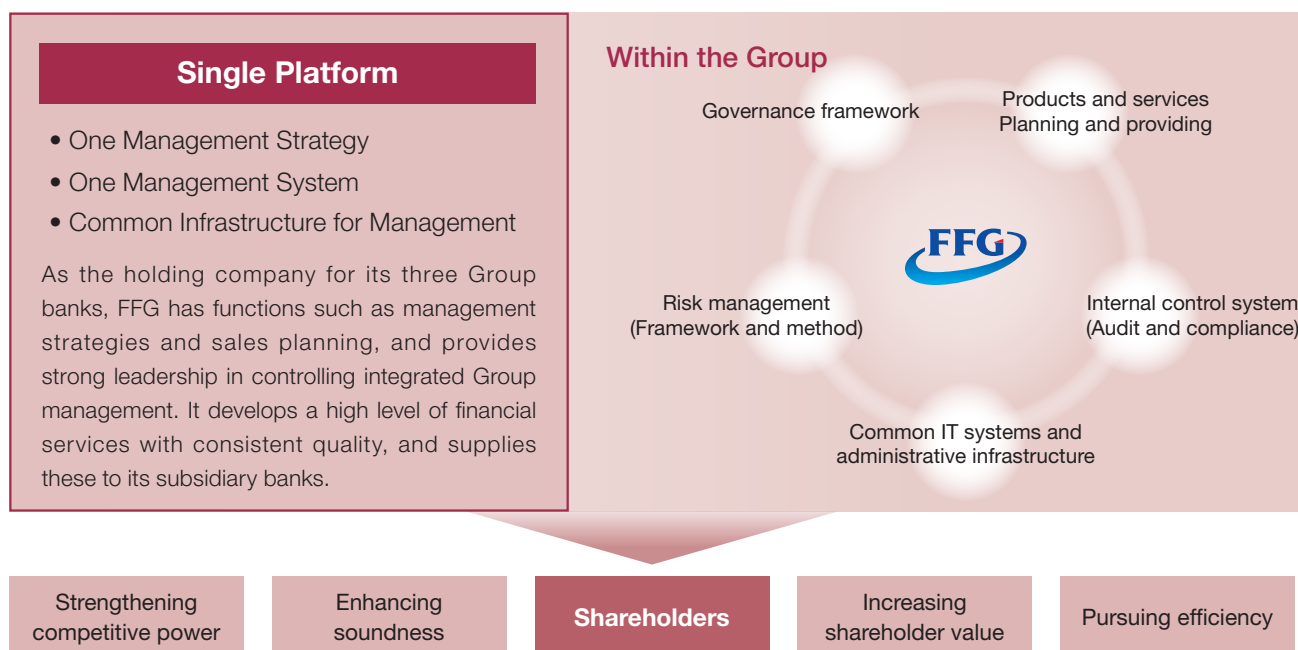 Single Platform
• One Management Strategy
• One Management System
• Common Infrastructure for Management
As the holding company for its three Group
banks, FFG has functions such as management
strategies and sales planning, and provides
strong leadership in controlling integrated Group
management. It develops a high level of financial
services with consistent quality, and supplies
these to its subsidiary banks.
Within the Group
Governance framework
Products and services
Planning and providing
FFG
Risk management
(Framework and method)
Internal control system
(Audit and compliance)
Common IT systems and
administrative infrastructure
Strengthening
competitive power
Enhancing
soundness
Shareholders
Increasing
shareholder value
Pursuing efficiency